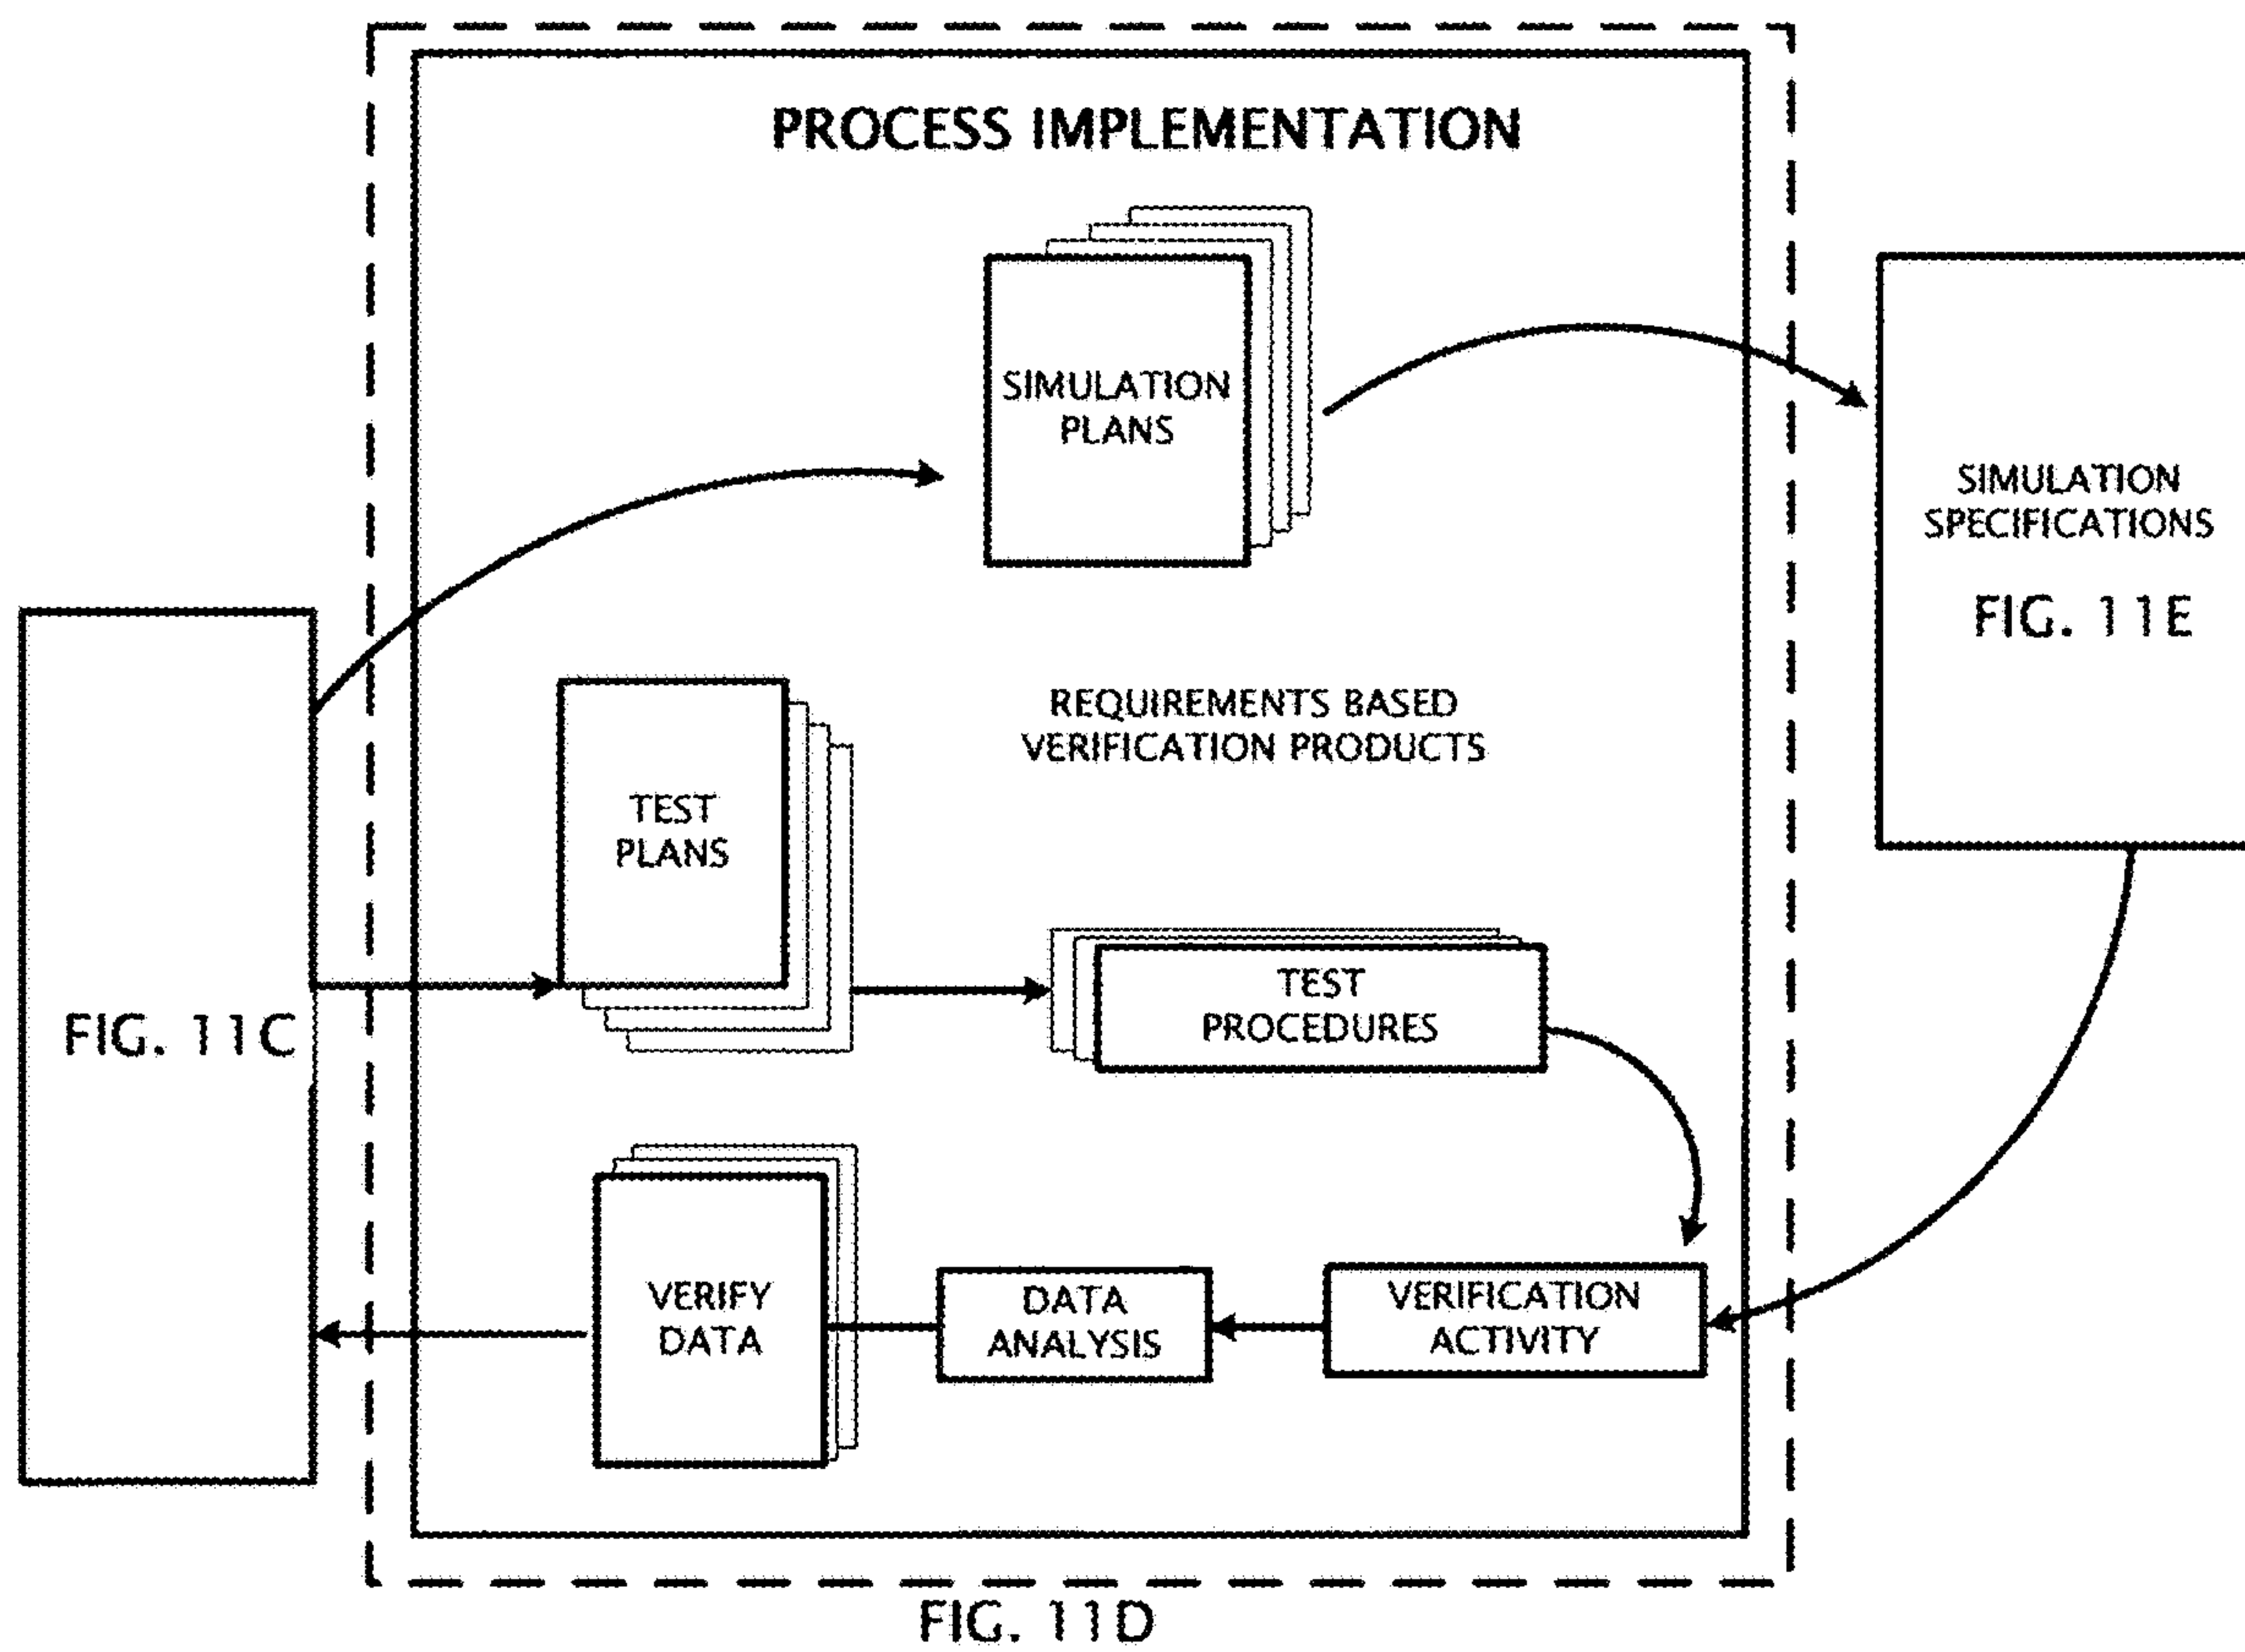 PROCESS IMPLEMENTATION
SIMULATION
PLANS
SIMULATION
SPECIFICATIONS
FIG. 11E
REQUIREMENTS BASED
VERIFICATION PRODUCTS
TEST
PLANS
FIG. 11C
TEST
PROCEDURES
VERIFY
DATA
DATA
ANALYSIS
VERIFICATION
ACTIVITY
FIG. 11D